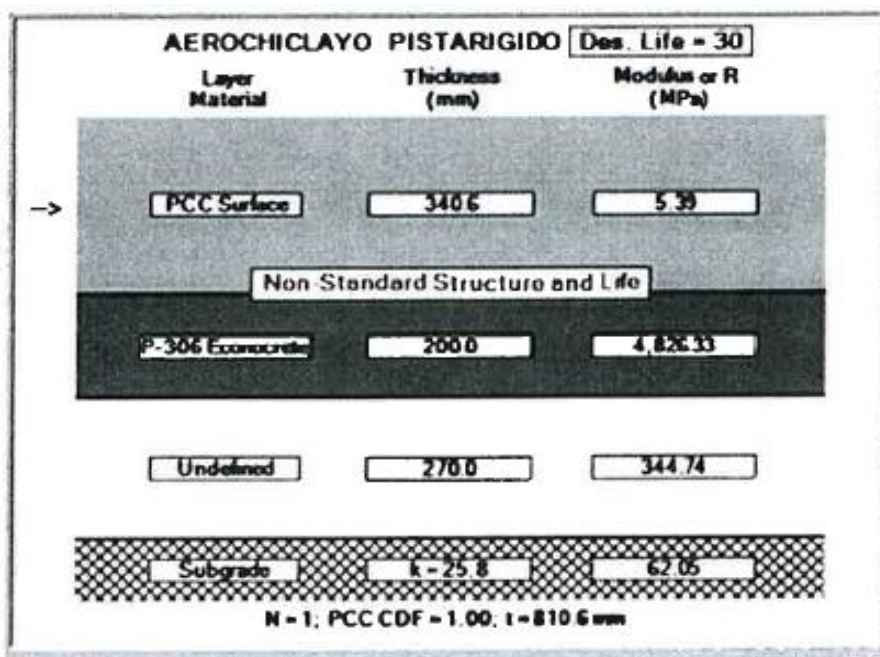 AEROCHICLAYO PISTARIGIDO Des. Life = 30
Layer Material Thickness (mm) Modulus or R (MPa)
-> PCC Surface 340.6 5.39
Non-Standard Structure and Life
P-306 Econocrete 200.0 4,826.33
Undefined 270.0 344.74
Subgrade k = 25.8 62.05
N = 1; PCC CDF = 1.00; t = 810.6 mm